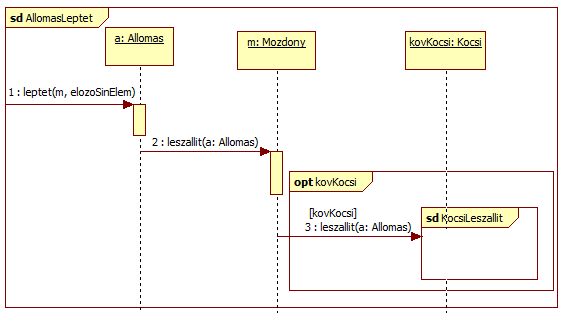 sd AllomasLeptet
a: Allomas
m: Mozdony
kovKocsi: Kocsi
1 : leptet(m, elozoSinElem)
2 : leszallit(a: Allomas)
opt kovKocsi
[kovKocsi]
3 : leszallit(a: Allomas)
sd KocsiLeszallit